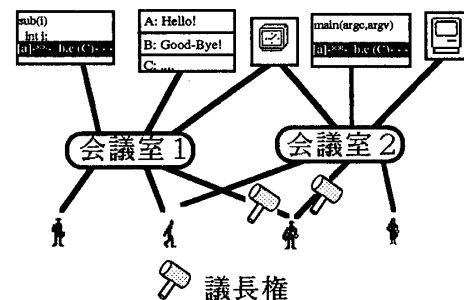 sub(i)
int i;
A: Hello!
B: Good-Bye!
C: ....
main(argc,argv)
会議室1
会議室2
議長権